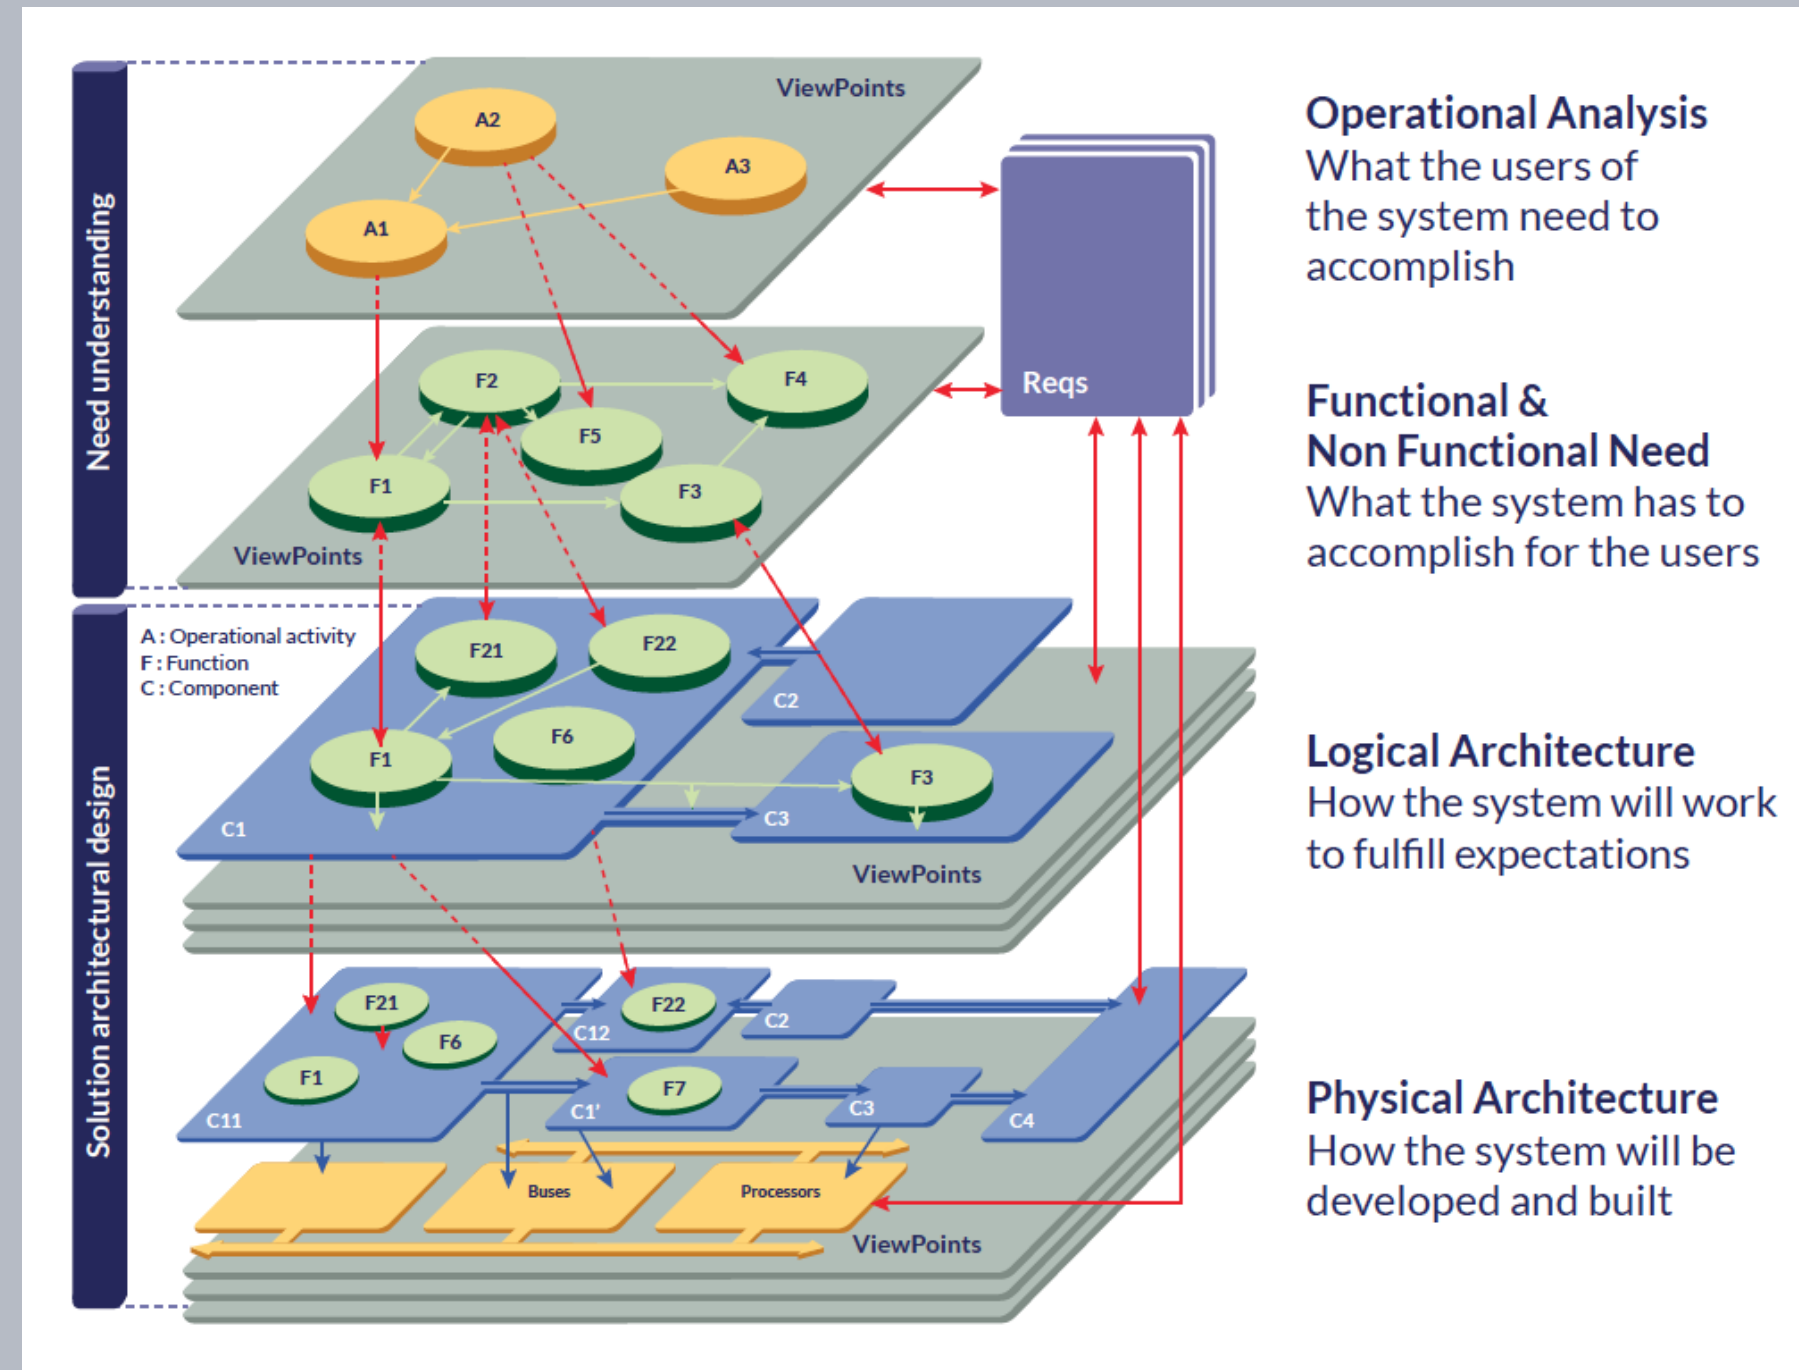 Need understanding
ViewPoints
A2
A3
A1
Operational Analysis
What the users of
the system need to
accomplish
Reqs
F2
F4
F5
F1
F3
ViewPoints
Functional &
Non Functional Need
What the system has to
accomplish for the users
Solution architectural design
A : Operational activity
F : Function
C : Component
F21
F22
C2
F6
F1
F3
C1
C3
ViewPoints
Logical Architecture
How the system will work
to fulfill expectations
F21
F22
C2
C12
F6
F1
F7
C11
C1’
C3
C4
Buses
Processors
ViewPoints
Physical Architecture
How the system will be
developed and built